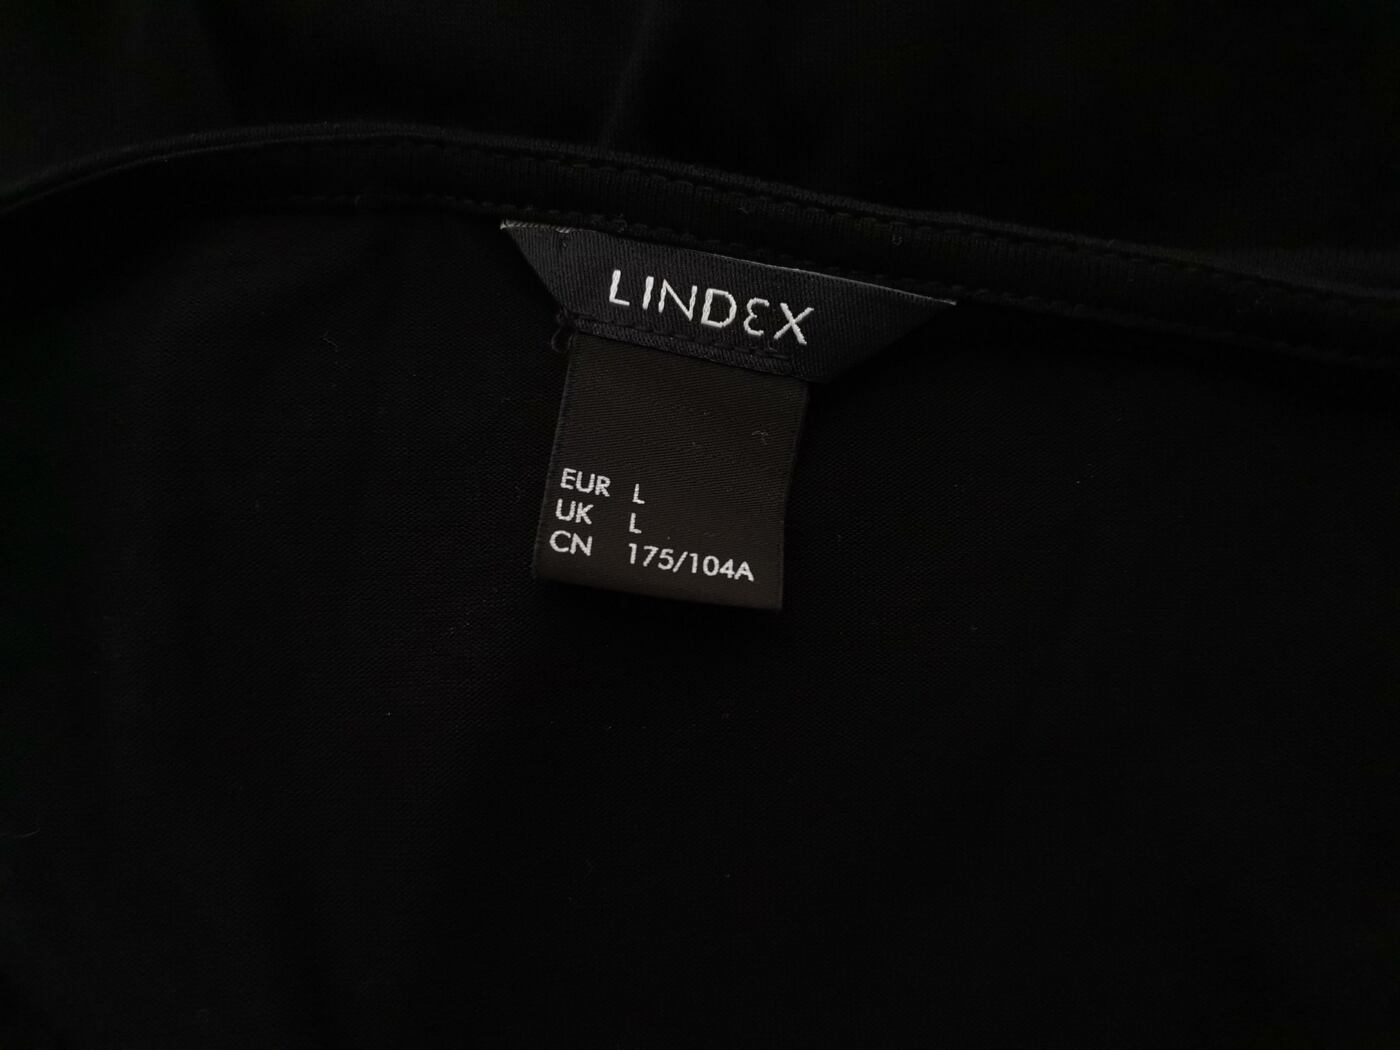 LINDEX
EUR L
UK L
CN 175/104A